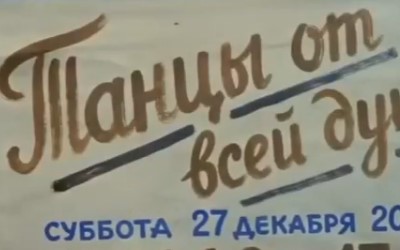 Танцы от
всей ду
СУББОТА 27 ДЕКАБРЯ 20